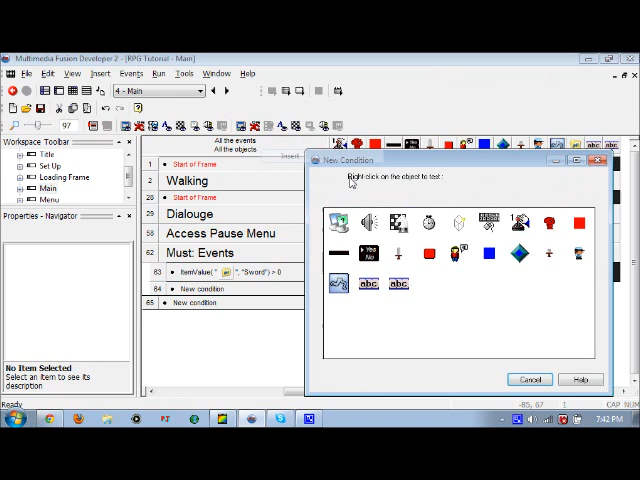 Multimedia Fusion Developer 2 - [RPG Tutorial - Main]
File Edit View Insert Events Run Tools Window Help
4 - Main
97
Workspace Toolbar
Title
Set Up
Loading Frame
Main
Menu
Properties - Navigator
No Item Selected
Select an item to see its
description
Ready
All the events
All the objects
Insert
1 Start of Frame
2 Walking
28 Start of Frame
29 Dialouge
58 Access Pause Menu
62 Must: Events
63 ItemValue( " ", "Sword") > 0
64 New condition
65 New condition
New Condition
Right-click on the object to test :
1
Yes
No
abc
abc
Cancel
Help
-85, 67
CAP NUM
7:42 PM